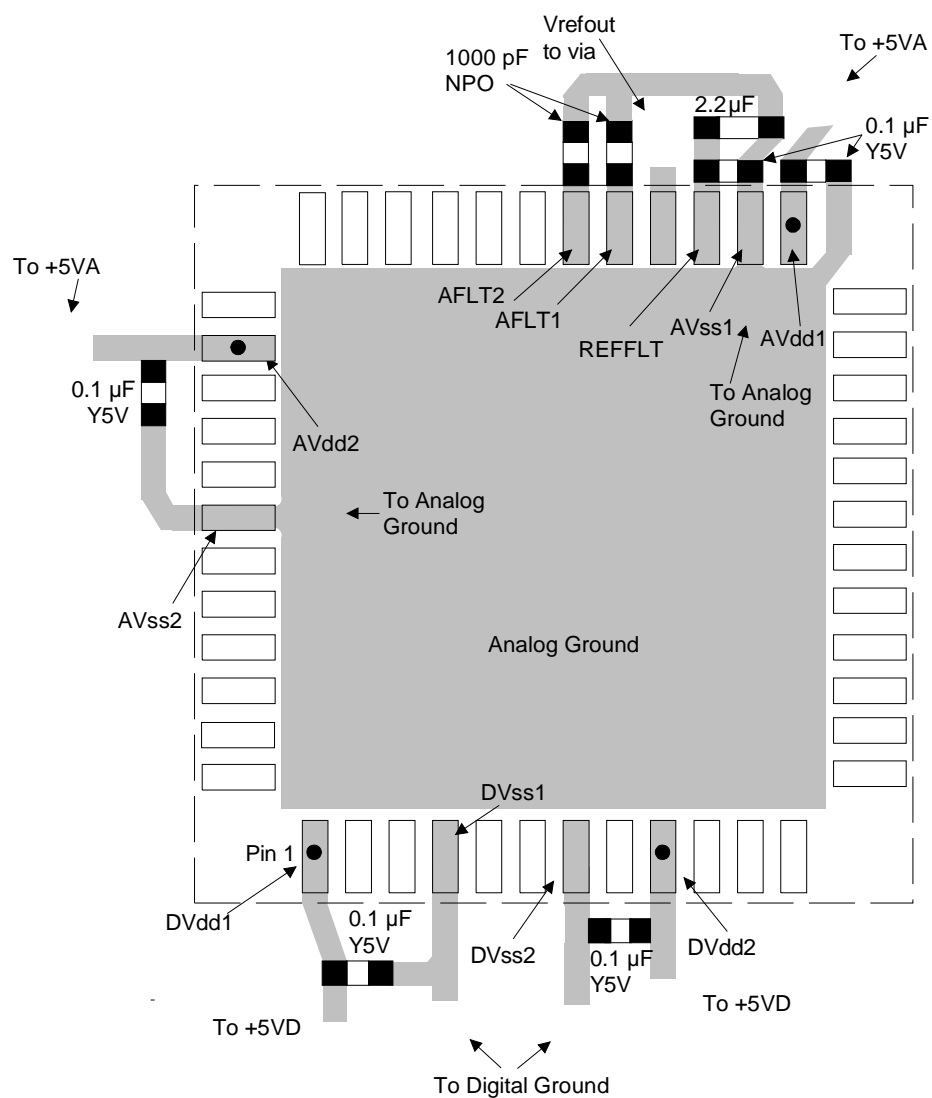 Vrefout
to via
To +5VA
1000 pF
NPO
2.2µF
0.1 µF
Y5V
To +5VA
AFLT2
AFLT1
REFFLT
AVss1
AVdd1
To Analog
Ground
0.1 µF
Y5V
AVdd2
To Analog
Ground
AVss2
Analog Ground
DVss1
Pin 1
DVdd1
0.1 µF
Y5V
DVss2
0.1 µF
Y5V
DVdd2
To +5VD
To +5VD
To Digital Ground